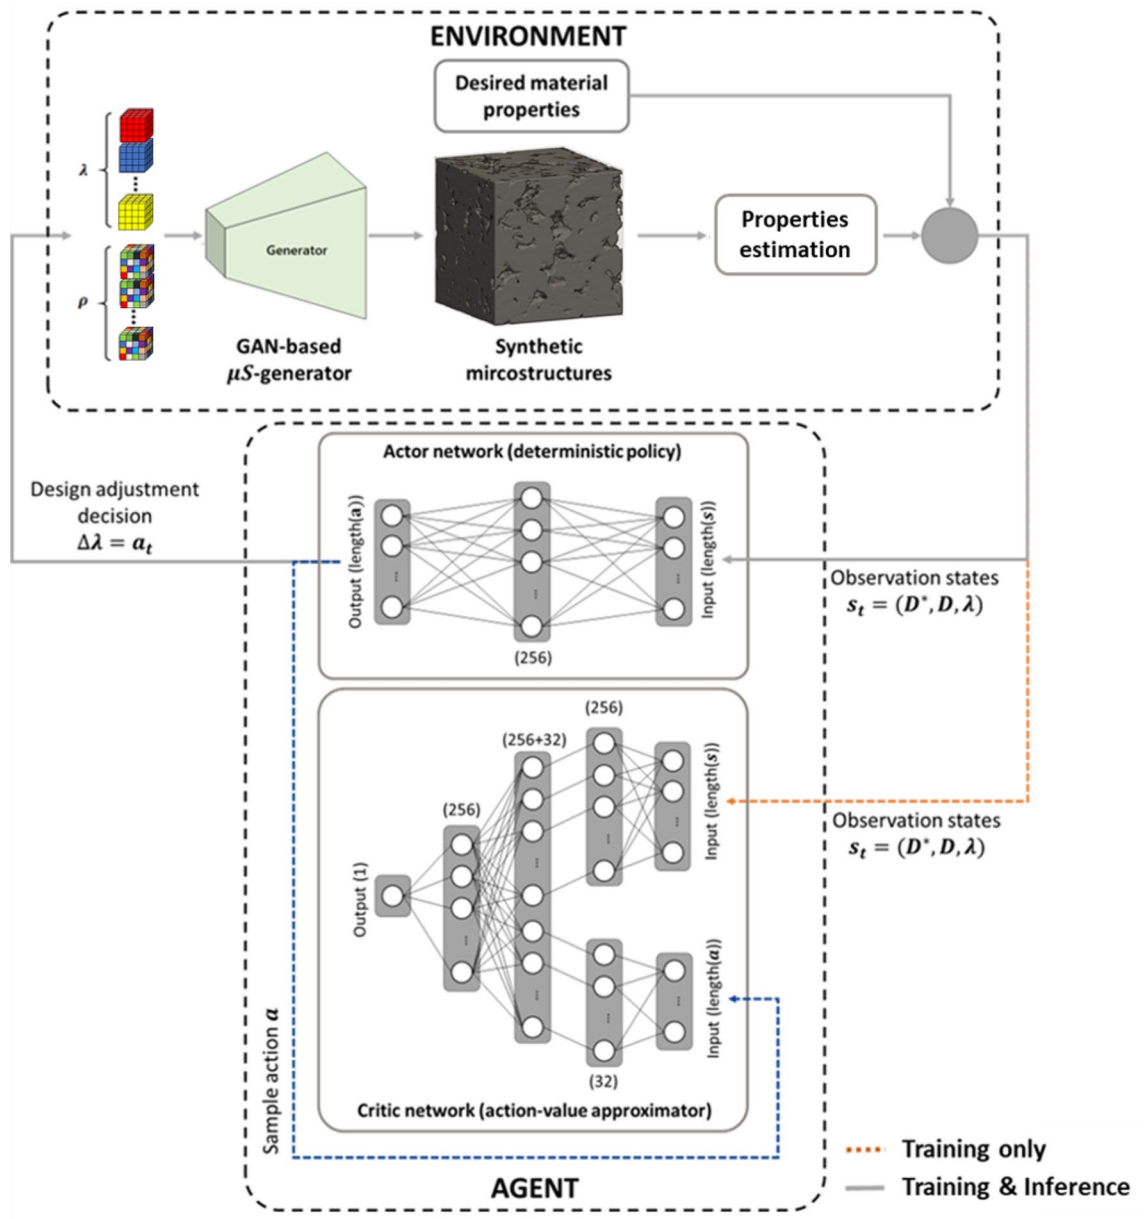 ENVIRONMENT
Desired material
properties
λ
ρ
Generator
Properties
estimation
GAN-based
μS-generator
Synthetic
mircostructures
Actor network (deterministic policy)
Design adjustment
decision
Δλ = a_t
Output (length(a))
...
...
...
Input (length(s))
(256)
Observation states
s_t = (D*, D, λ)
(256)
(256+32)
(256)
Output (1)
...
...
...
...
Input (length(s))
Observation states
s_t = (D*, D, λ)
...
...
...
Input (length(a))
(32)
Critic network (action-value approximator)
Sample action a
AGENT
Training only
Training & Inference